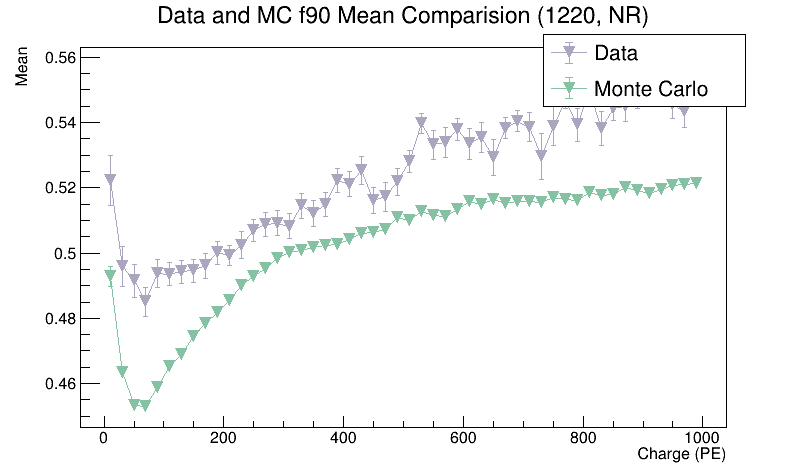 Data and MC f90 Mean Comparision (1220, NR)
Mean
Data
Monte Carlo
0.56
0.54
0.52
0.5
0.48
0.46
0 200 400 600 800 1000
Charge (PE)